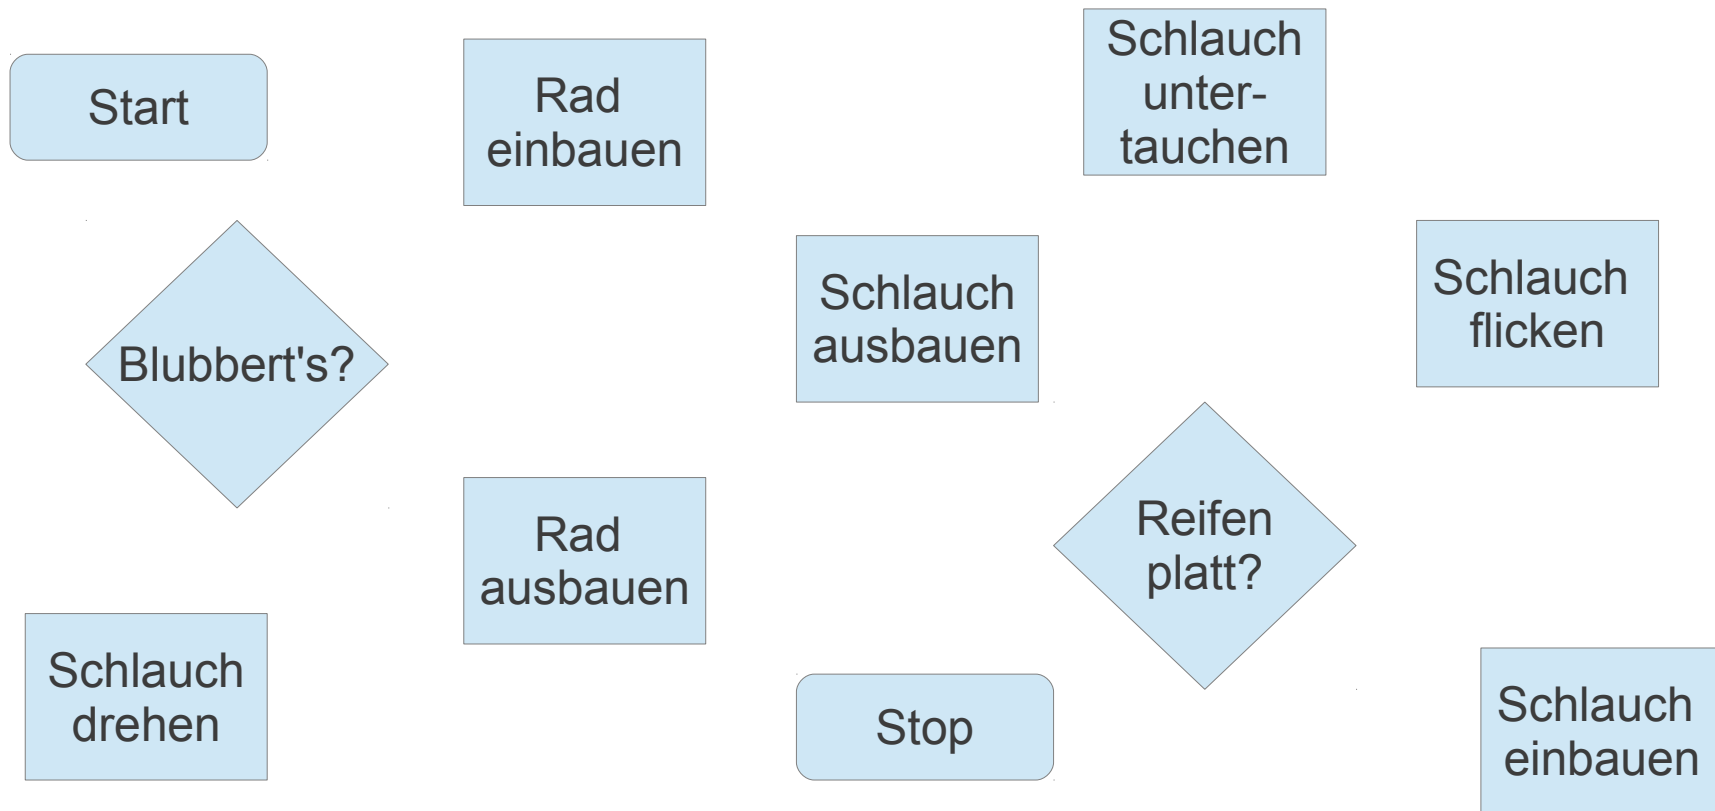 Start
Rad
einbauen
Schlauch
unter-
tauchen
Blubbert's?
Schlauch
ausbauen
Schlauch
flicken
Rad
ausbauen
Reifen
platt?
Schlauch
drehen
Stop
Schlauch
einbauen